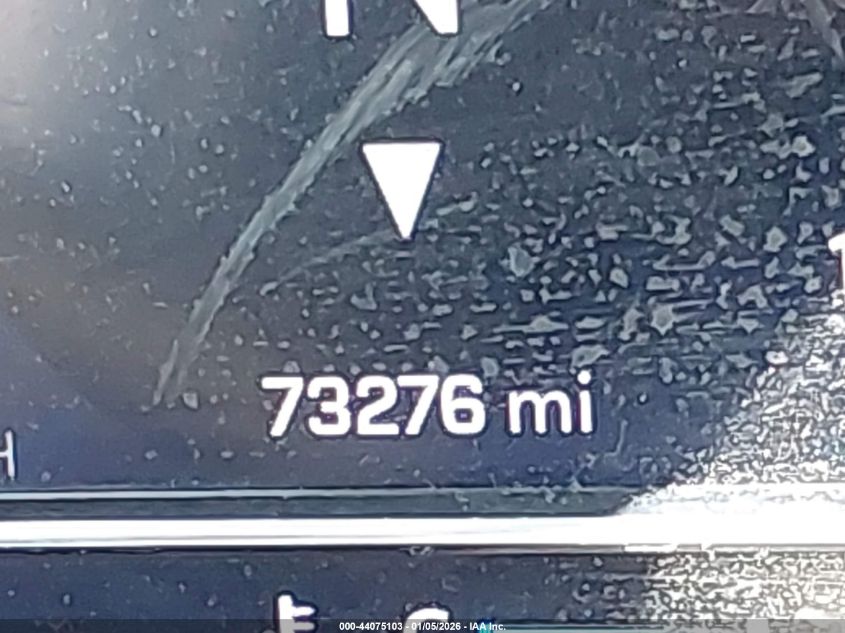 N
73276 mi
H
000-44075103 - 01/05/2026 - IAA Inc.